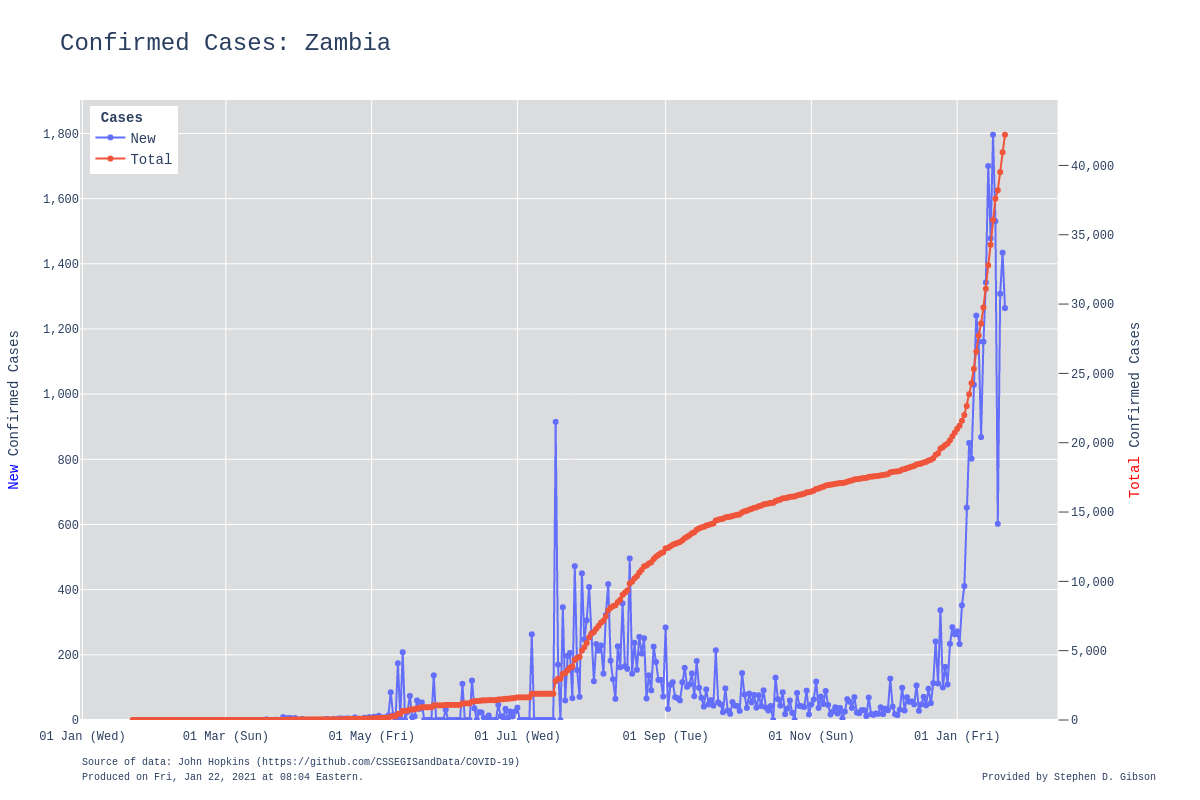 Confirmed Cases: Zambia
Cases
New
Total
1,800
1,600
1,400
1,200
1,000
800
600
400
200
0
New Confirmed Cases
40,000
35,000
30,000
25,000
20,000
15,000
10,000
5,000
0
Total Confirmed Cases
01 Jan (Wed) 01 Mar (Sun) 01 May (Fri) 01 Jul (Wed) 01 Sep (Tue) 01 Nov (Sun) 01 Jan (Fri)
Source of data: John Hopkins (https://github.com/CSSEGISandData/COVID-19)
Produced on Fri, Jan 22, 2021 at 08:04 Eastern.
Provided by Stephen D. Gibson